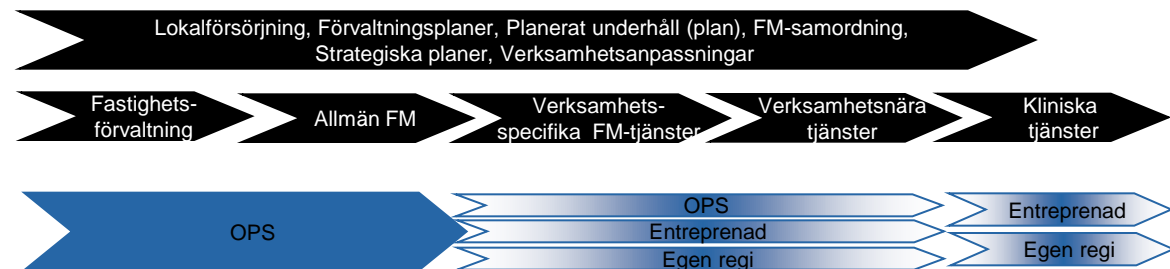 Lokalförsörjning, Förvaltningsplaner, Planerat underhåll (plan), FM-samordning,
Strategiska planer, Verksamhetsanpassningar
Fastighets-
förvaltning
Allmän FM
Verksamhets-
specifika FM-tjänster
Verksamhetsnära
tjänster
Kliniska
tjänster
OPS
OPS
Entreprenad
Egen regi
Entreprenad
Egen regi